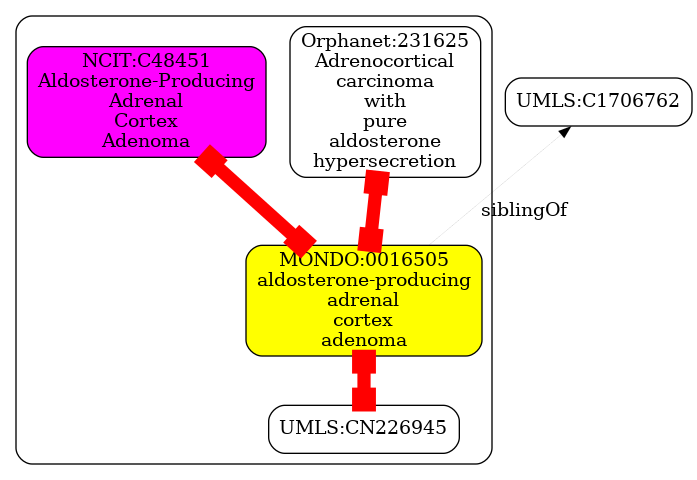 NCIT:C48451
Aldosterone-Producing
Adrenal
Cortex
Adenoma
Orphanet:231625
Adrenocortical
carcinoma
with
pure
aldosterone
hypersecretion
UMLS:C1706762
siblingOf
MONDO:0016505
aldosterone-producing
adrenal
cortex
adenoma
UMLS:CN226945